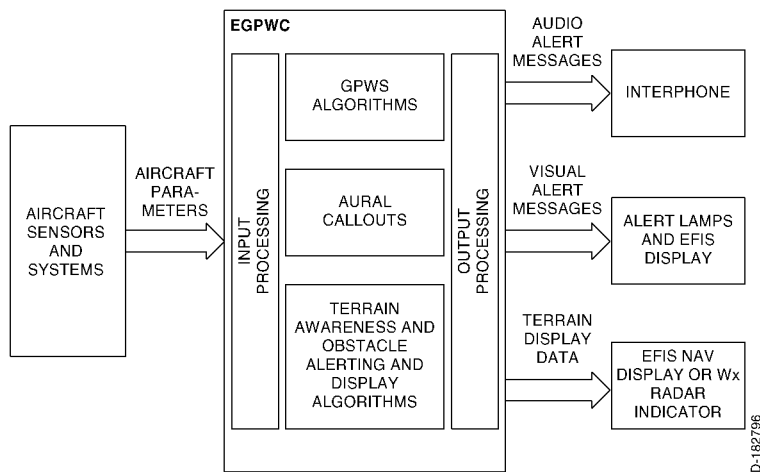 EGPWC
AIRCRAFT
SENSORS
AND
SYSTEMS
AIRCRAFT
PARA-
METERS
INPUT
PROCESSING
GPWS
ALGORITHMS
AURAL
CALLOUTS
TERRAIN
AWARENESS AND
OBSTACLE
ALERTING AND
DISPLAY
ALGORITHMS
OUTPUT
PROCESSING
AUDIO
ALERT
MESSAGES
INTERPHONE
VISUAL
ALERT
MESSAGES
ALERT LAMPS
AND EFIS
DISPLAY
TERRAIN
DISPLAY
DATA
EFIS NAV
DISPLAY OR Wx
RADAR
INDICATOR
D-182796